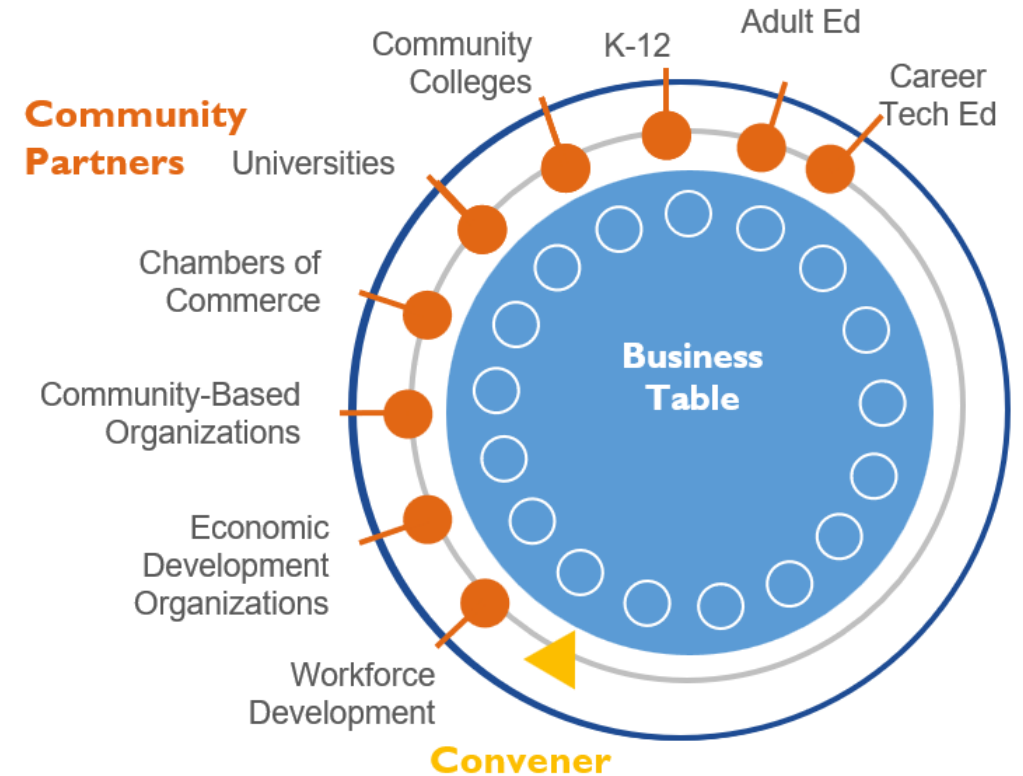 Adult Ed
K-12
Community
Colleges
Career
Tech Ed
Community
Partners
Universities
Chambers of
Commerce
Business
Table
Community-Based
Organizations
Economic
Development
Organizations
Workforce
Development
Convener